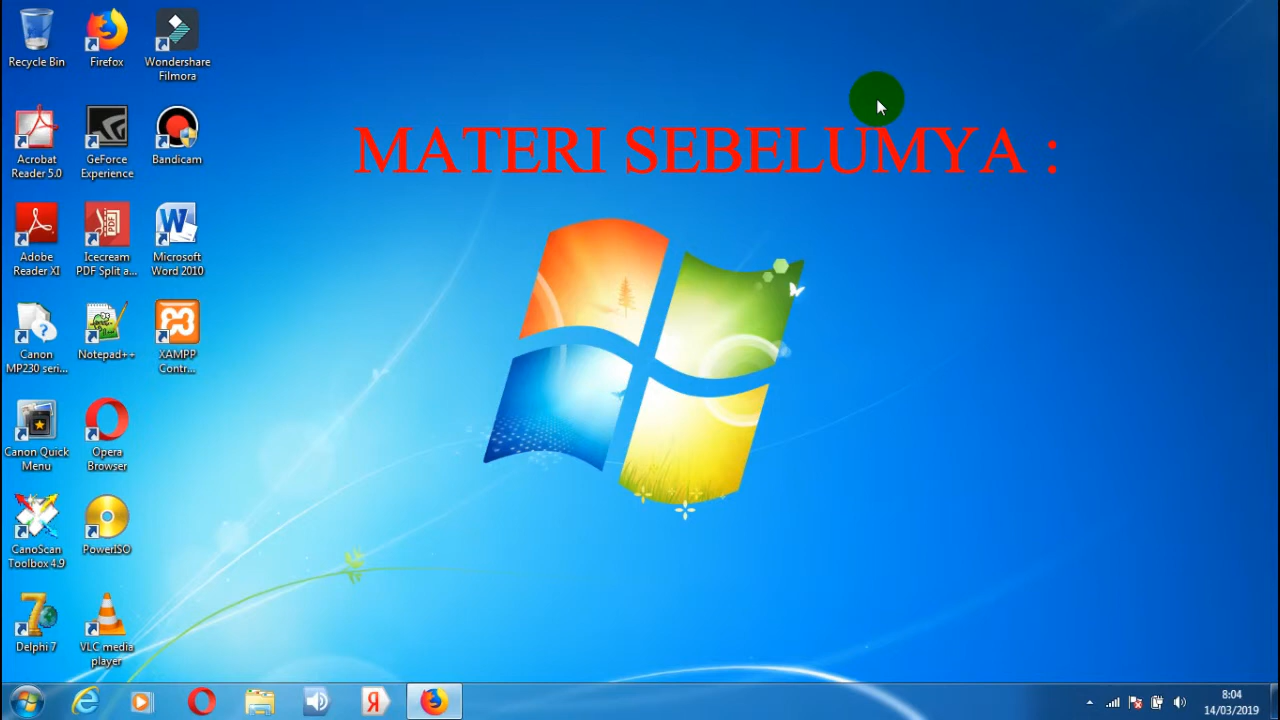 Recycle Bin
Firefox
Wondershare
Filmora
MATERI SEBELUMYA :
Acrobat
Reader 5.0
GeForce
Experience
Bandicam
Adobe
Reader XI
Icecream
PDF Split a...
Microsoft
Word 2010
Canon
MP230 seri...
Notepad++
XAMPP
Contr...
Canon Quick
Menu
Opera
Browser
CanoScan
Toolbox 4.9
PowerISO
Delphi 7
VLC media
player
8:04
14/03/2019